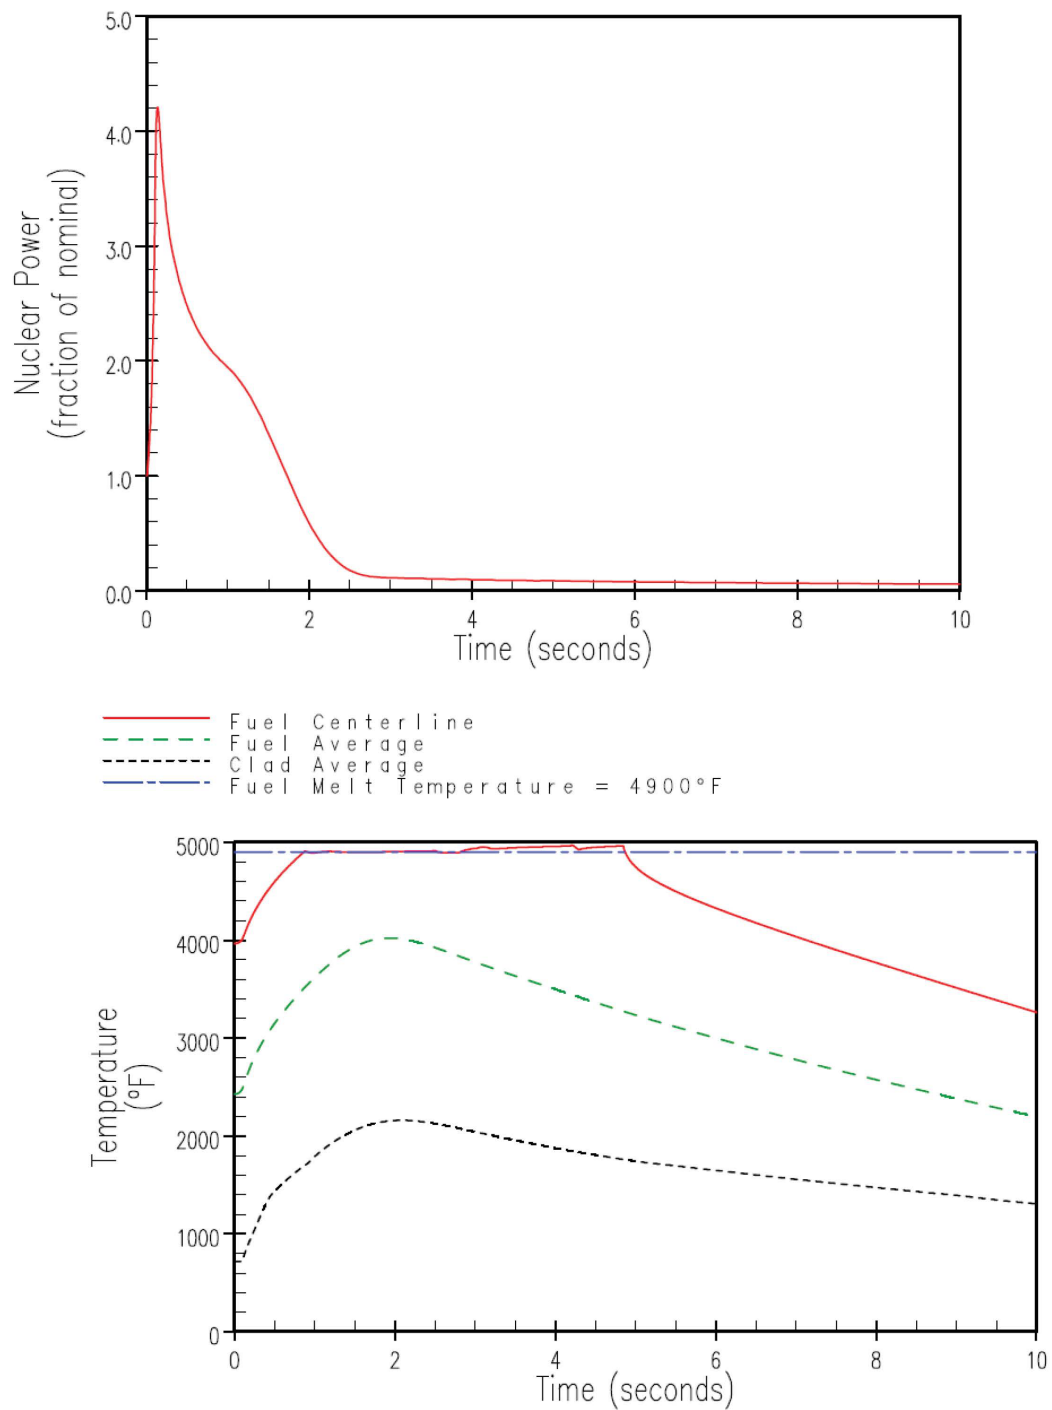 5.0
4.0
3.0
2.0
1.0
0.0
Nuclear Power
(fraction of nominal)
0 2 4 6 8 10
Time (seconds)
Fuel Centerline
Fuel Average
Clad Average
Fuel Melt Temperature = 4900°F
5000
4000
3000
2000
1000
0
Temperature
(°F)
0 2 4 6 8 10
Time (seconds)